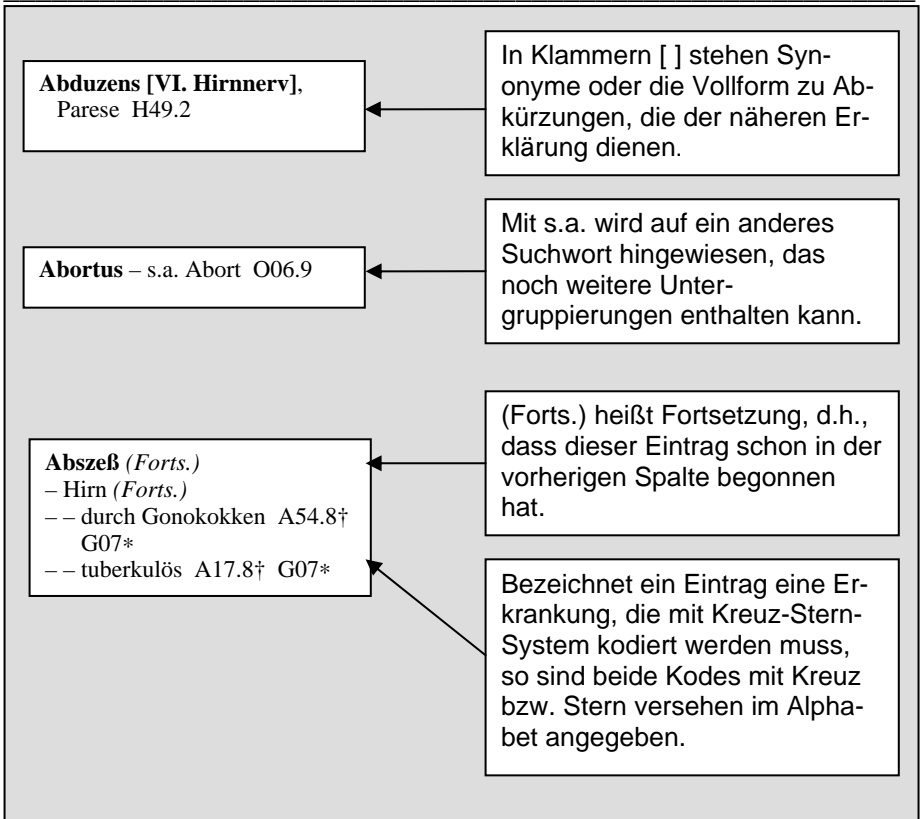 Abduzens [VI. Hirnnerv],
Parese H49.2
In Klammern [ ] stehen Syn-
onyme oder die Vollform zu Ab-
kürzungen, die der näheren Er-
klärung dienen.
Abortus – s.a. Abort O06.9
Mit s.a. wird auf ein anderes
Suchwort hingewiesen, das
noch weitere Unter-
gruppierungen enthalten kann.
Abszeß (Forts.)
– Hirn (Forts.)
– – durch Gonokokken A54.8†
G07*
– – tuberkulös A17.8† G07*
(Forts.) heißt Fortsetzung, d.h.,
dass dieser Eintrag schon in der
vorherigen Spalte begonnen
hat.
Bezeichnet ein Eintrag eine Er-
krankung, die mit Kreuz-Stern-
System kodiert werden muss,
so sind beide Kodes mit Kreuz
bzw. Stern versehen im Alpha-
bet angegeben.